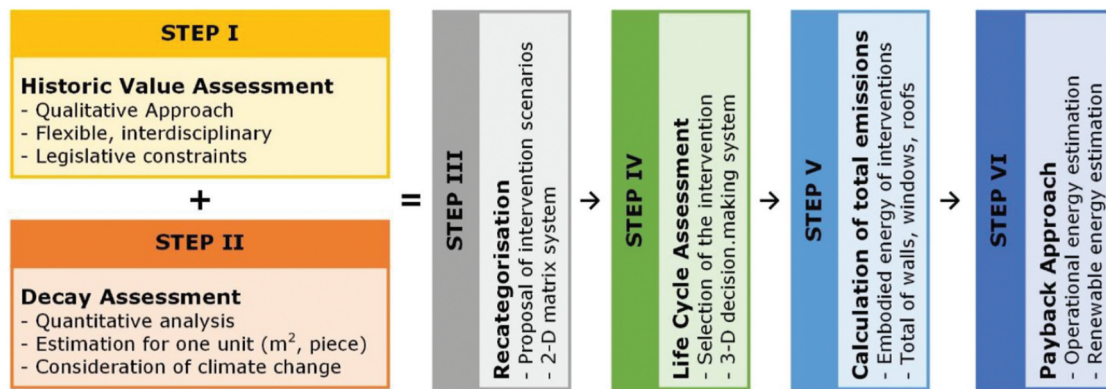 STEP I
Historic Value Assessment
- Qualitative Approach
- Flexible, interdisciplinary
- Legislative constraints
+
STEP II
Decay Assessment
- Quantitative analysis
- Estimation for one unit (m², piece)
- Consideration of climate change
=
STEP III
Recategorisation
- Proposal of intervention scenarios
- 2-D matrix system
→
STEP IV
Life Cycle Assessment
- Selection of the intervention
- 3-D decision.making system
→
STEP V
Calculation of total emissions
- Embodied energy of interventions
- Total of walls, windows, roofs
→
STEP VI
Payback Approach
- Operational energy estimation
- Renewable energy estimation